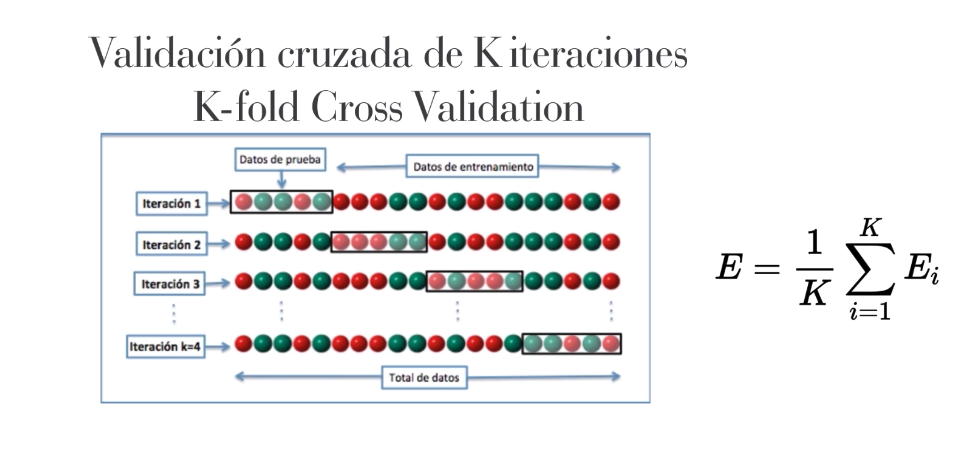 Validación cruzada de K iteraciones
K-fold Cross Validation
Datos de prueba
Datos de entrenamiento
Iteración 1
Iteración 2
Iteración 3
Iteración k=4
Total de datos
E = \frac{1}{K} \sum_{i=1}^{K} E_i